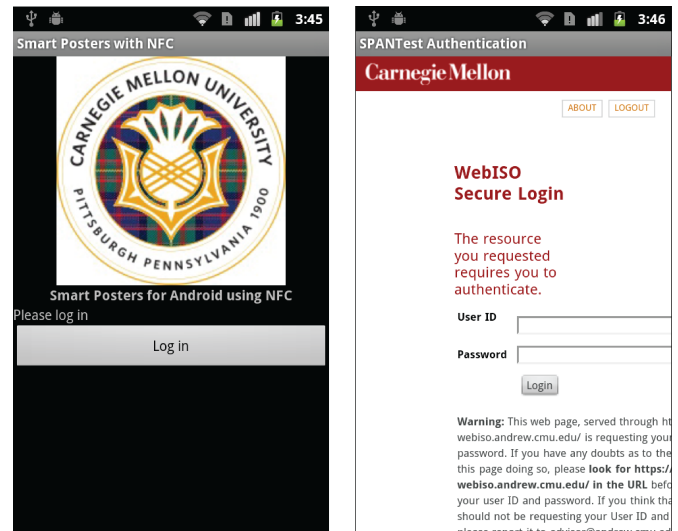 3:45
Smart Posters with NFC
CARNEGIE MELLON UNIVERSITY
PITTSBURGH PENNSYLVANIA 1900
Smart Posters for Android using NFC
Please log in
Log in
3:46
SPANTest Authentication
Carnegie Mellon
ABOUT
LOGOUT
WebISO
Secure Login
The resource
you requested
requires you to
authenticate.
User ID
Password
Login
Warning: This web page, served through ht
webiso.andrew.cmu.edu/ is requesting your
password. If you have any doubts as to the
this page doing so, please look for https:/
webiso.andrew.cmu.edu/ in the URL befo
your user ID and password. If you think tha
should not be requesting your User ID and